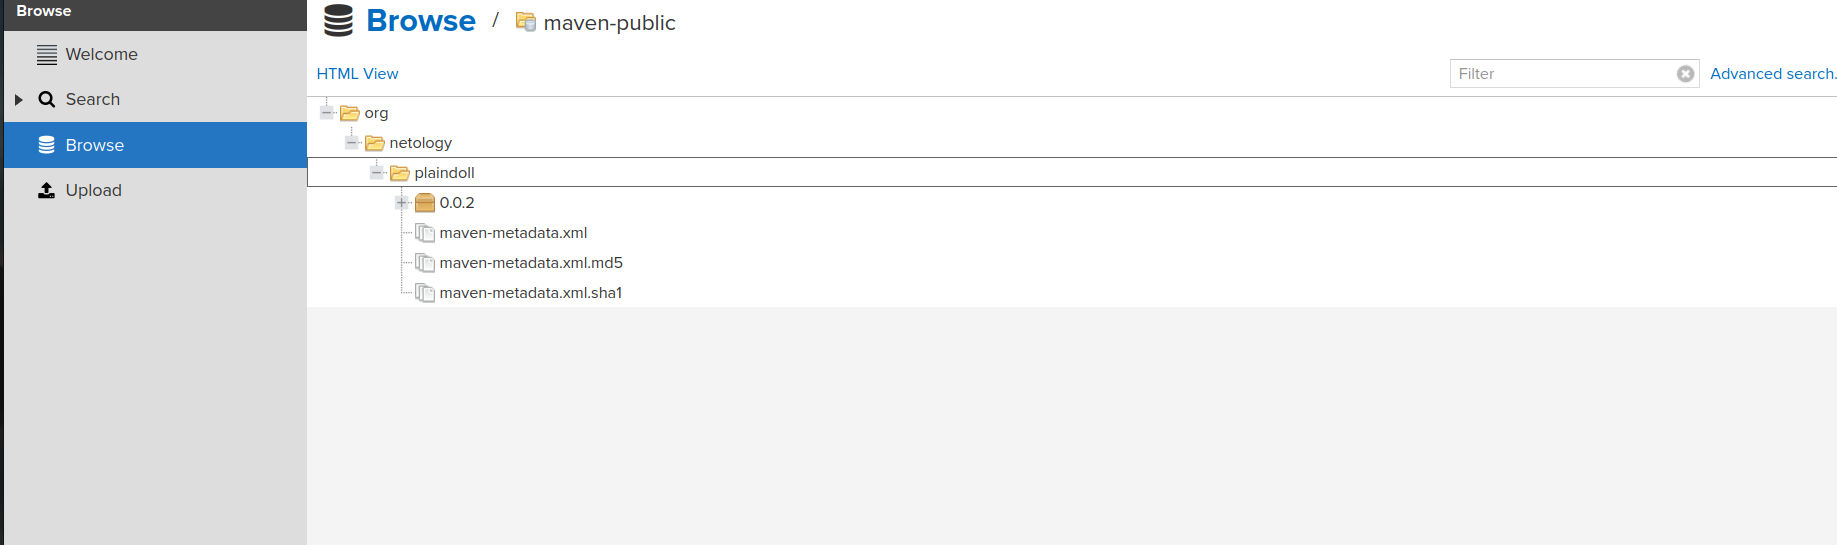 Browse
Welcome
Search
Browse
Upload
Browse / maven-public
HTML View
Filter
Advanced search.
org
netology
plaindoll
0.0.2
maven-metadata.xml
maven-metadata.xml.md5
maven-metadata.xml.sha1